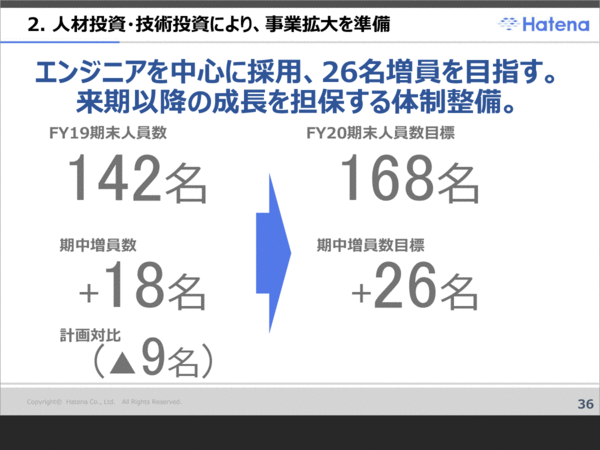 2. 人材投資・技術投資により、事業拡大を準備
Hatena
エンジニアを中心に採用、26名増員を目指す。
来期以降の成長を担保する体制整備。
FY19期末人員数
FY20期末人員数目標
142名
168名
期中増員数
期中増員数目標
+18名
+26名
計画対比
(▲9名)
Copyright© Hatena Co., Ltd. All Rights Reserved.
36